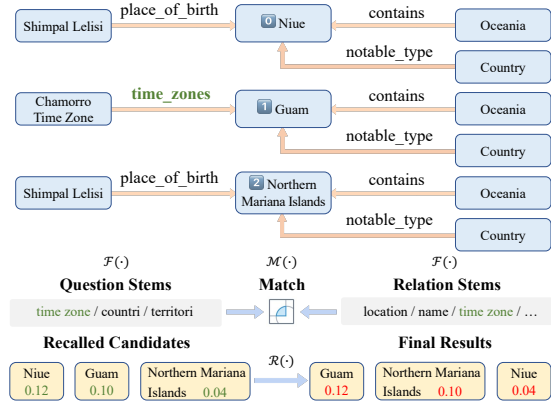 Shimpal Lelisi
place_of_birth
0 Niue
contains
Oceania
notable_type
Country
Chamorro
Time Zone
time_zones
1 Guam
contains
Oceania
notable_type
Country
Shimpal Lelisi
place_of_birth
2 Northern
Mariana Islands
contains
Oceania
notable_type
Country
ℱ(·) ℳ(·) ℱ(·)
Question Stems Match Relation Stems
time zone / countri / territori
location / name / time zone / …
Recalled Candidates Final Results
Niue
0.12
Guam
0.10
Northern Mariana
Islands 0.04
ℛ(·)
Guam
0.12
Northern Mariana
Islands 0.10
Niue
0.04